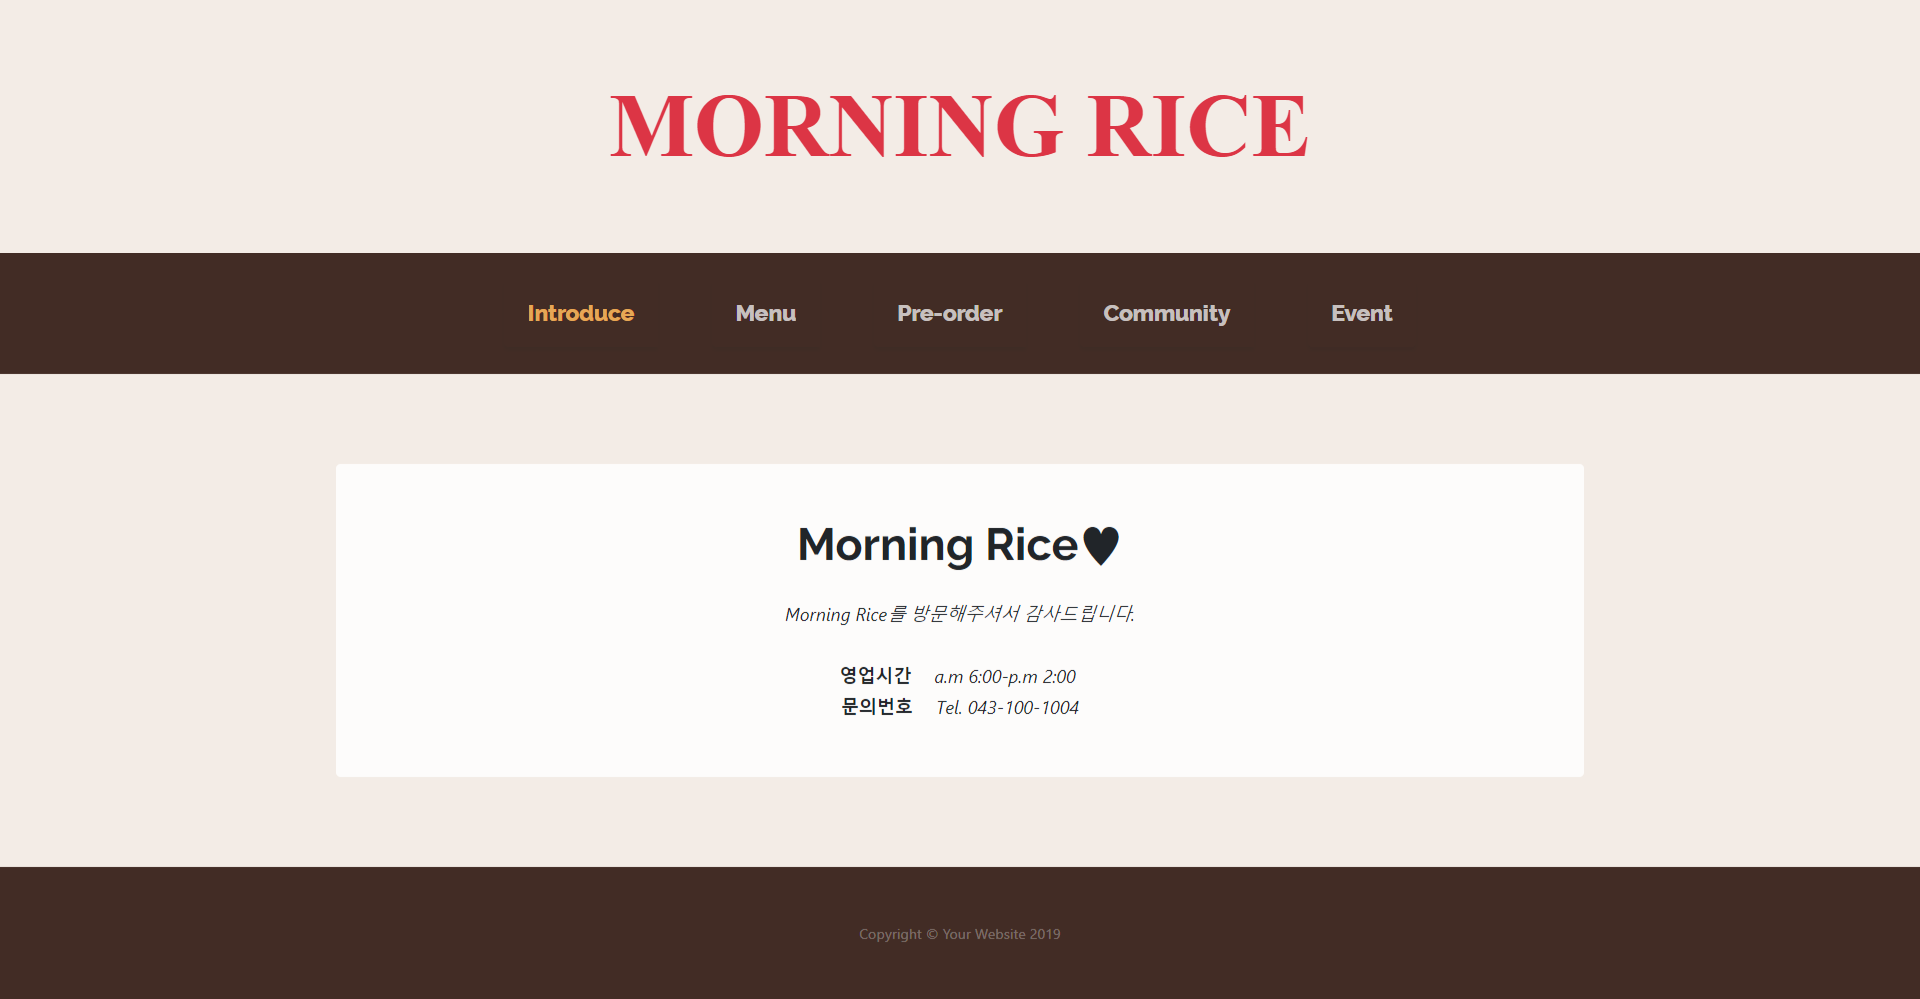 MORNING RICE
Introduce Menu Pre-order Community Event
Morning Rice♥
Morning Rice를 방문해주셔서 감사드립니다.
영업시간 a.m 6:00-p.m 2:00
문의번호 Tel. 043-100-1004
Copyright © Your Website 2019